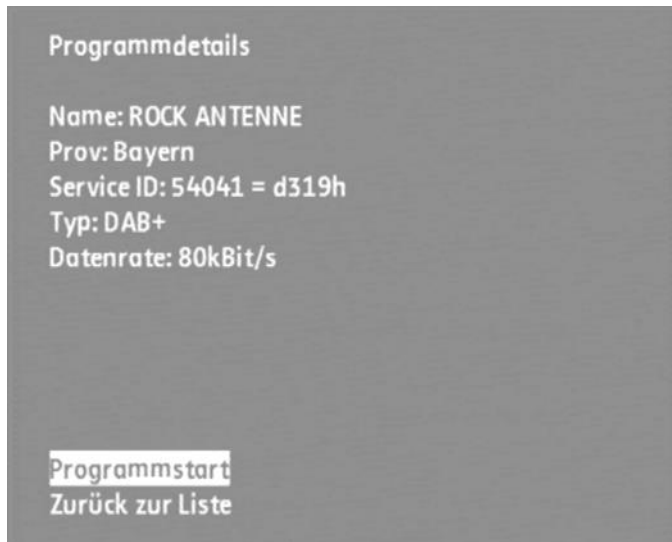 Programmdetails
Name: ROCK ANTENNE
Prov: Bayern
Service ID: 54041 = d319h
Typ: DAB+
Datenrate: 80kBit/s
Programmstart
Zurück zur Liste